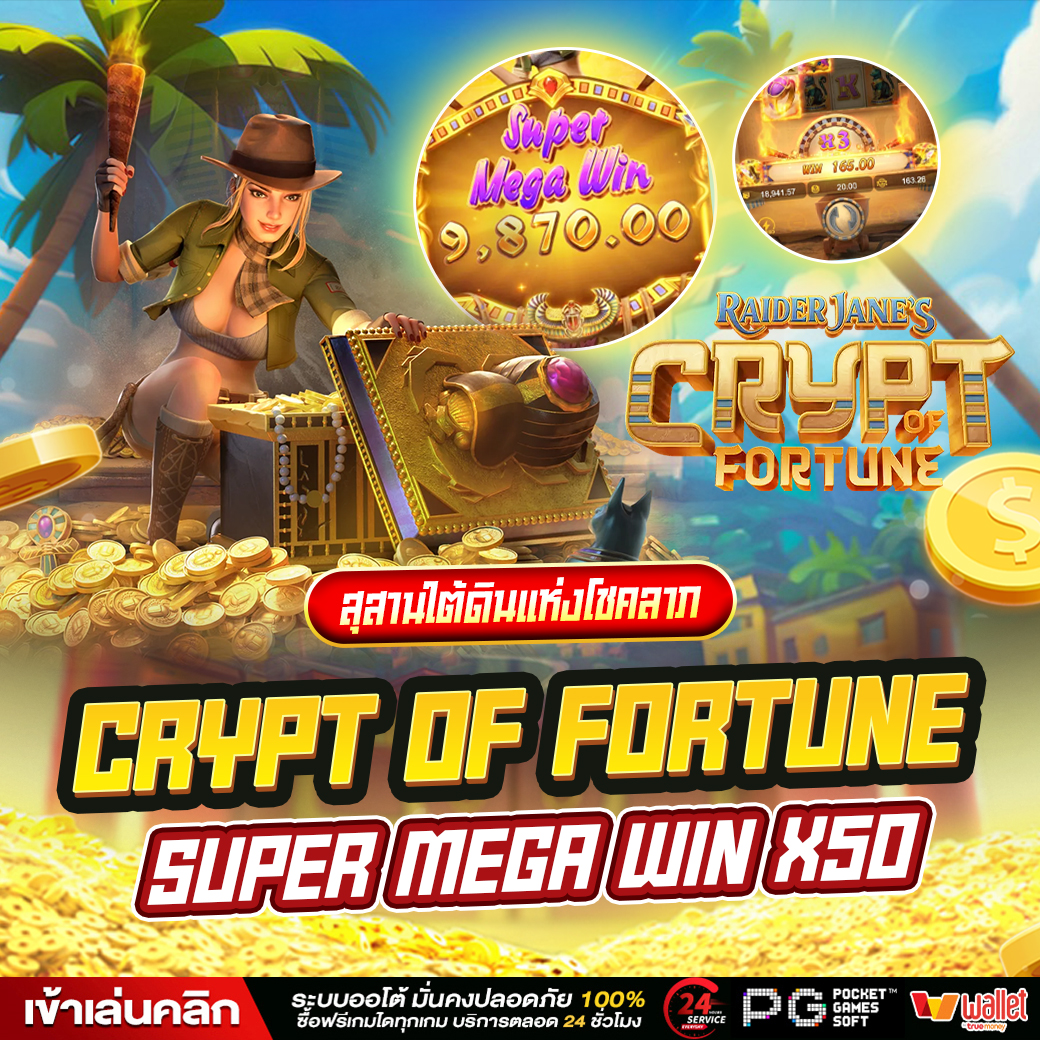 Super
Mega Win
9,870.00
x3
WIN 165.00
18,941.57
20.00
163.26
RAIDER JANE'S
CRYPT
OF
FORTUNE
$
สุสานใต้ดินแห่งโชคลาภ
CRYPT OF FORTUNE
SUPER MEGA WIN X50
เข้าเล่นคลิก
ระบบออโต้ มั่นคงปลอดภัย 100%
ซื้อฟรีเกมได้ทุกเกม บริการตลอด 24 ชั่วโมง
24
HOURS
SERVICE
EVERYDAY
PG
POCKET™
GAMES
SOFT
wallet
by truemoney